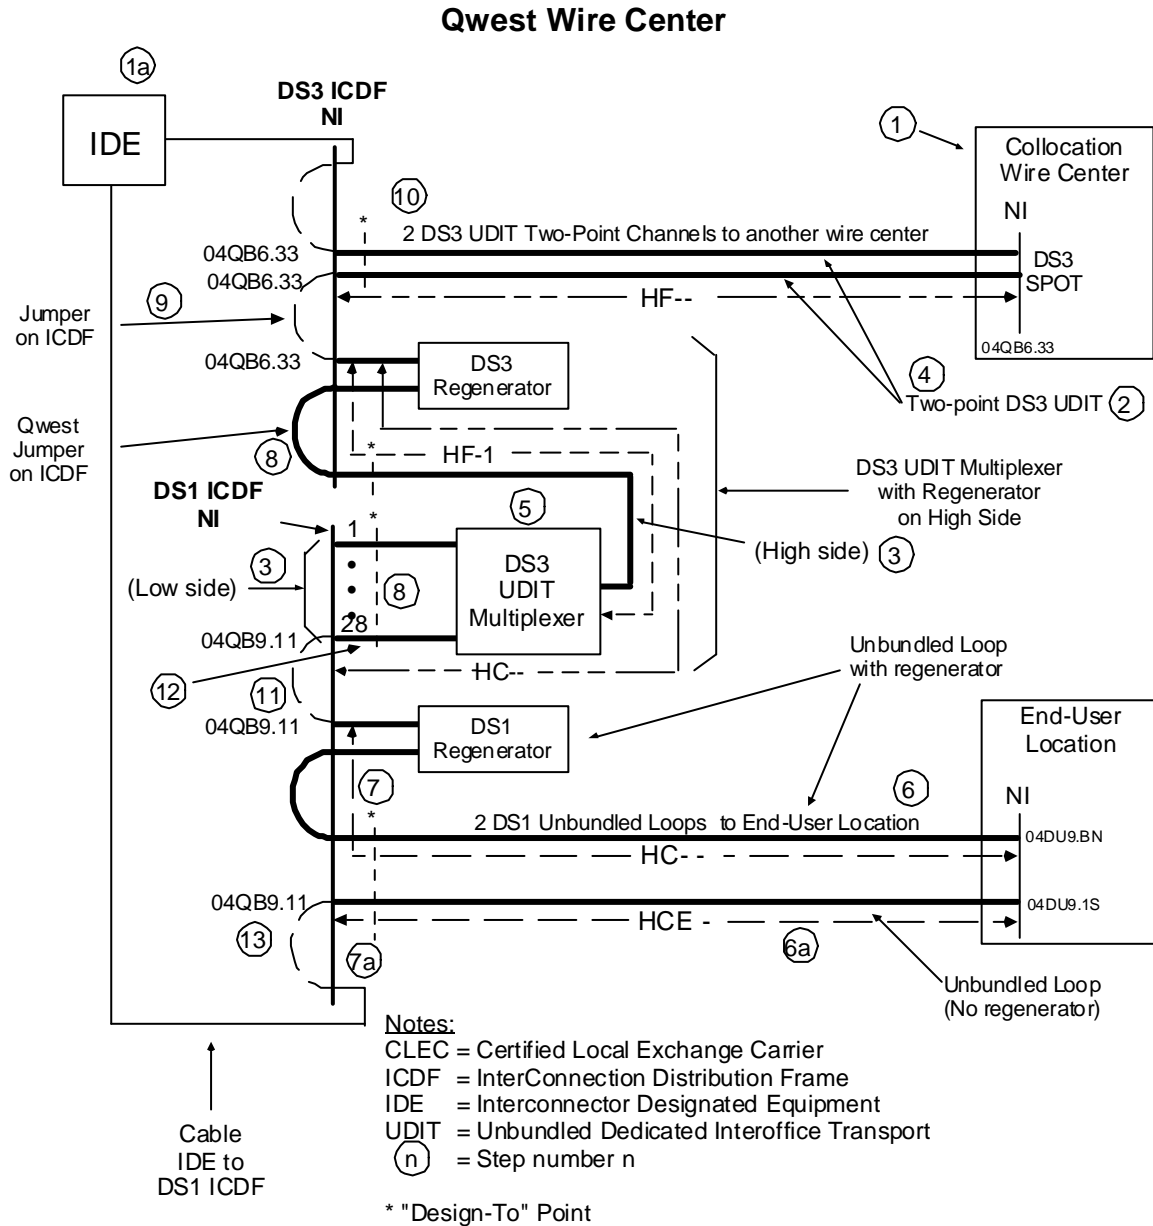 Qwest Wire Center
1a
IDE
DS3 ICDF
NI
1
Collocation
Wire Center
NI
DS3
SPOT
04QB6.33
10
*
2 DS3 UDIT Two-Point Channels to another wire center
04QB6.33
04QB6.33
HF--
9
Jumper
on ICDF
04QB6.33
DS3
Regenerator
4
Two-point DS3 UDIT
2
Qwest
Jumper
on ICDF
8
*
HF-1
DS3 UDIT Multiplexer
with Regenerator
on High Side
DS1 ICDF
NI
5
1
*
(High side)
3
3
(Low side)
8
DS3
UDIT
Multiplexer
28
04QB9.11
HC--
12
11
Unbundled Loop
with regenerator
04QB9.11
DS1
Regenerator
End-User
Location
7
6
NI
*
2 DS1 Unbundled Loops to End-User Location
04DU9.BN
HC- -
04QB9.11
04DU9.1S
HCE -
13
7a
6a
Unbundled Loop
(No regenerator)
Notes:
CLEC = Certified Local Exchange Carrier
ICDF = InterConnection Distribution Frame
IDE = Interconnector Designated Equipment
UDIT = Unbundled Dedicated Interoffice Transport
n = Step number n
Cable
IDE to
DS1 ICDF
* "Design-To" Point